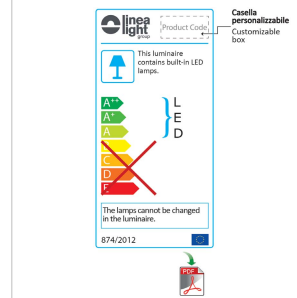 linea
light
group
Product Code
Casella
personalizzabile
Customizable
box
This luminaire
contains built-in LED
lamps.
A++
A+
A
L
E
D
C
D
E
The lamps cannot be changed
in the luminaire.
874/2012
PDF